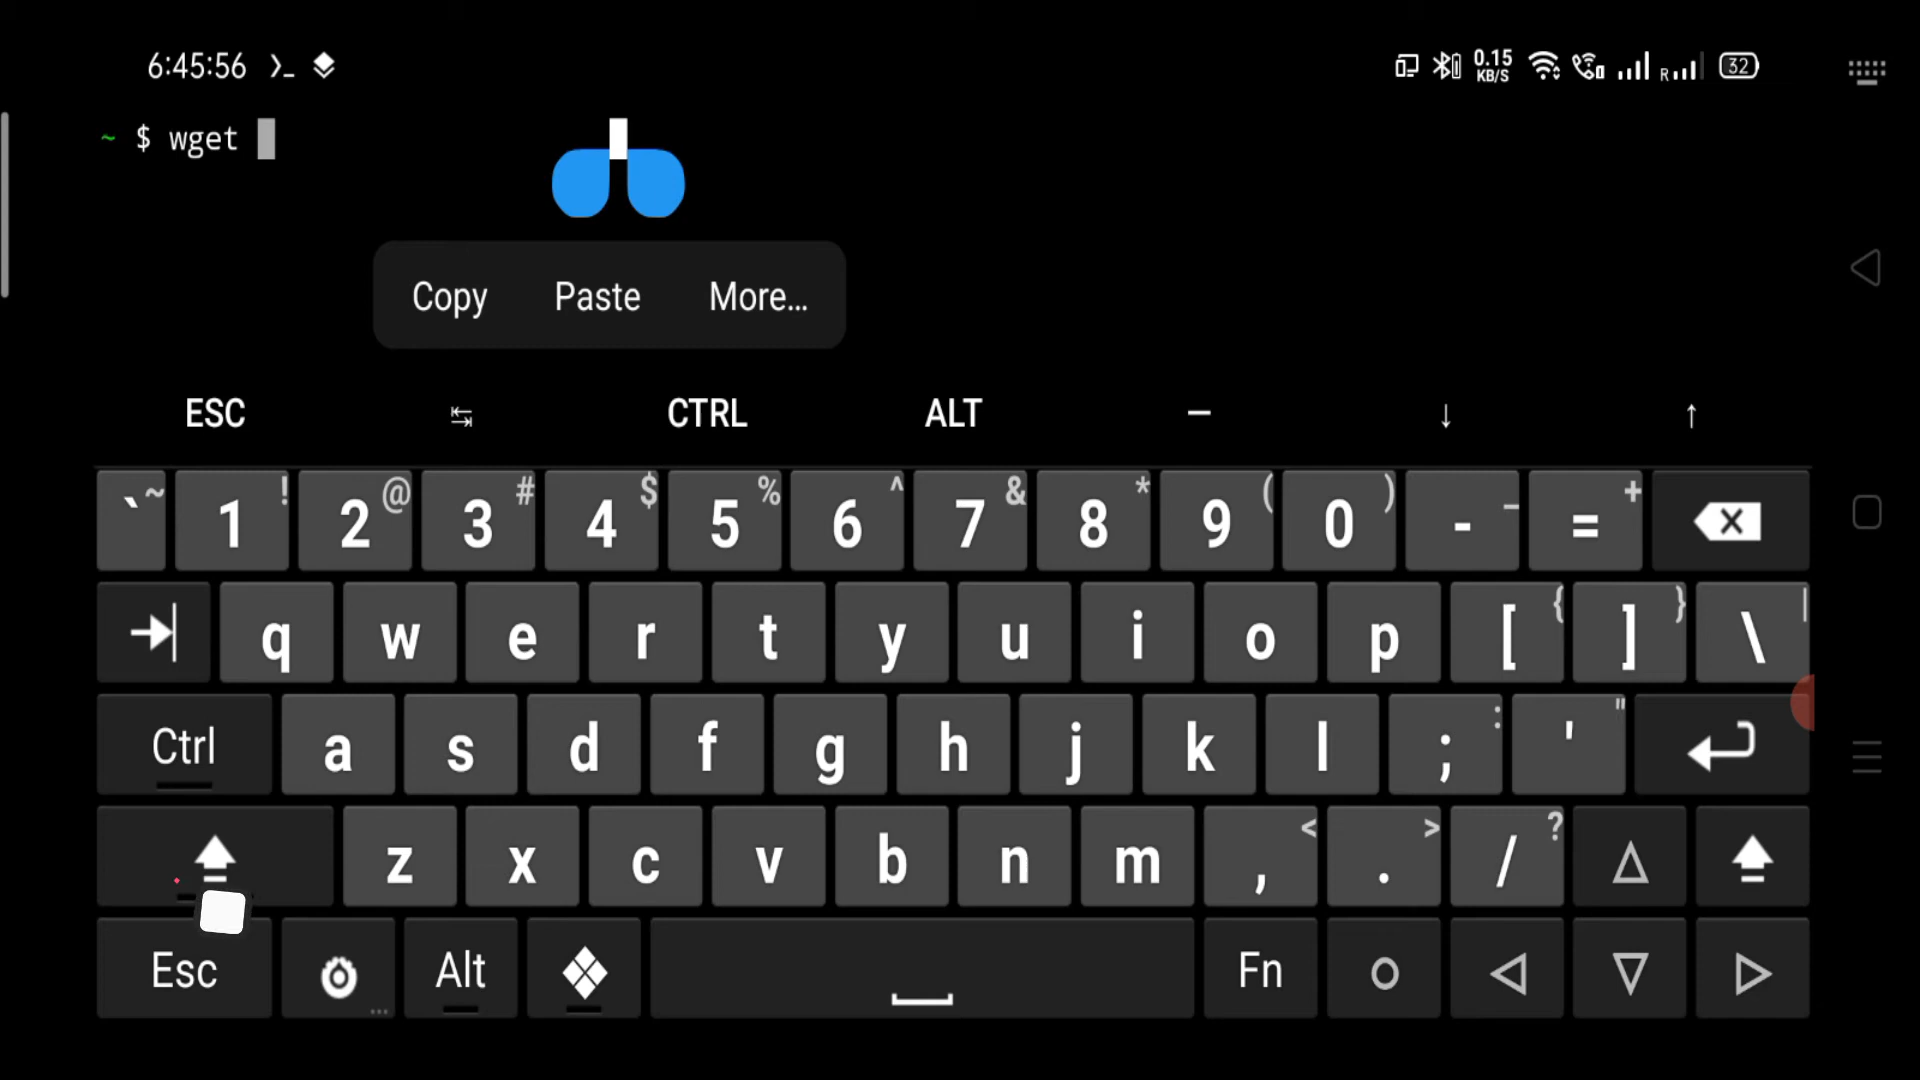 6:45:56 0.15 KB/S R 32
~ $ wget
Copy Paste More...
ESC ↹ CTRL ALT — ↓ ↑
` ~ 1 ! 2 @ 3 # 4 $ 5 % 6 ^ 7 & 8 * 9 ( 0 ) - _ = +
q w e r t y u i o p [ { ] } \ |
Ctrl a s d f g h j k l ; : ' "
z x c v b n m , < . > / ?
Esc ... Alt Fn